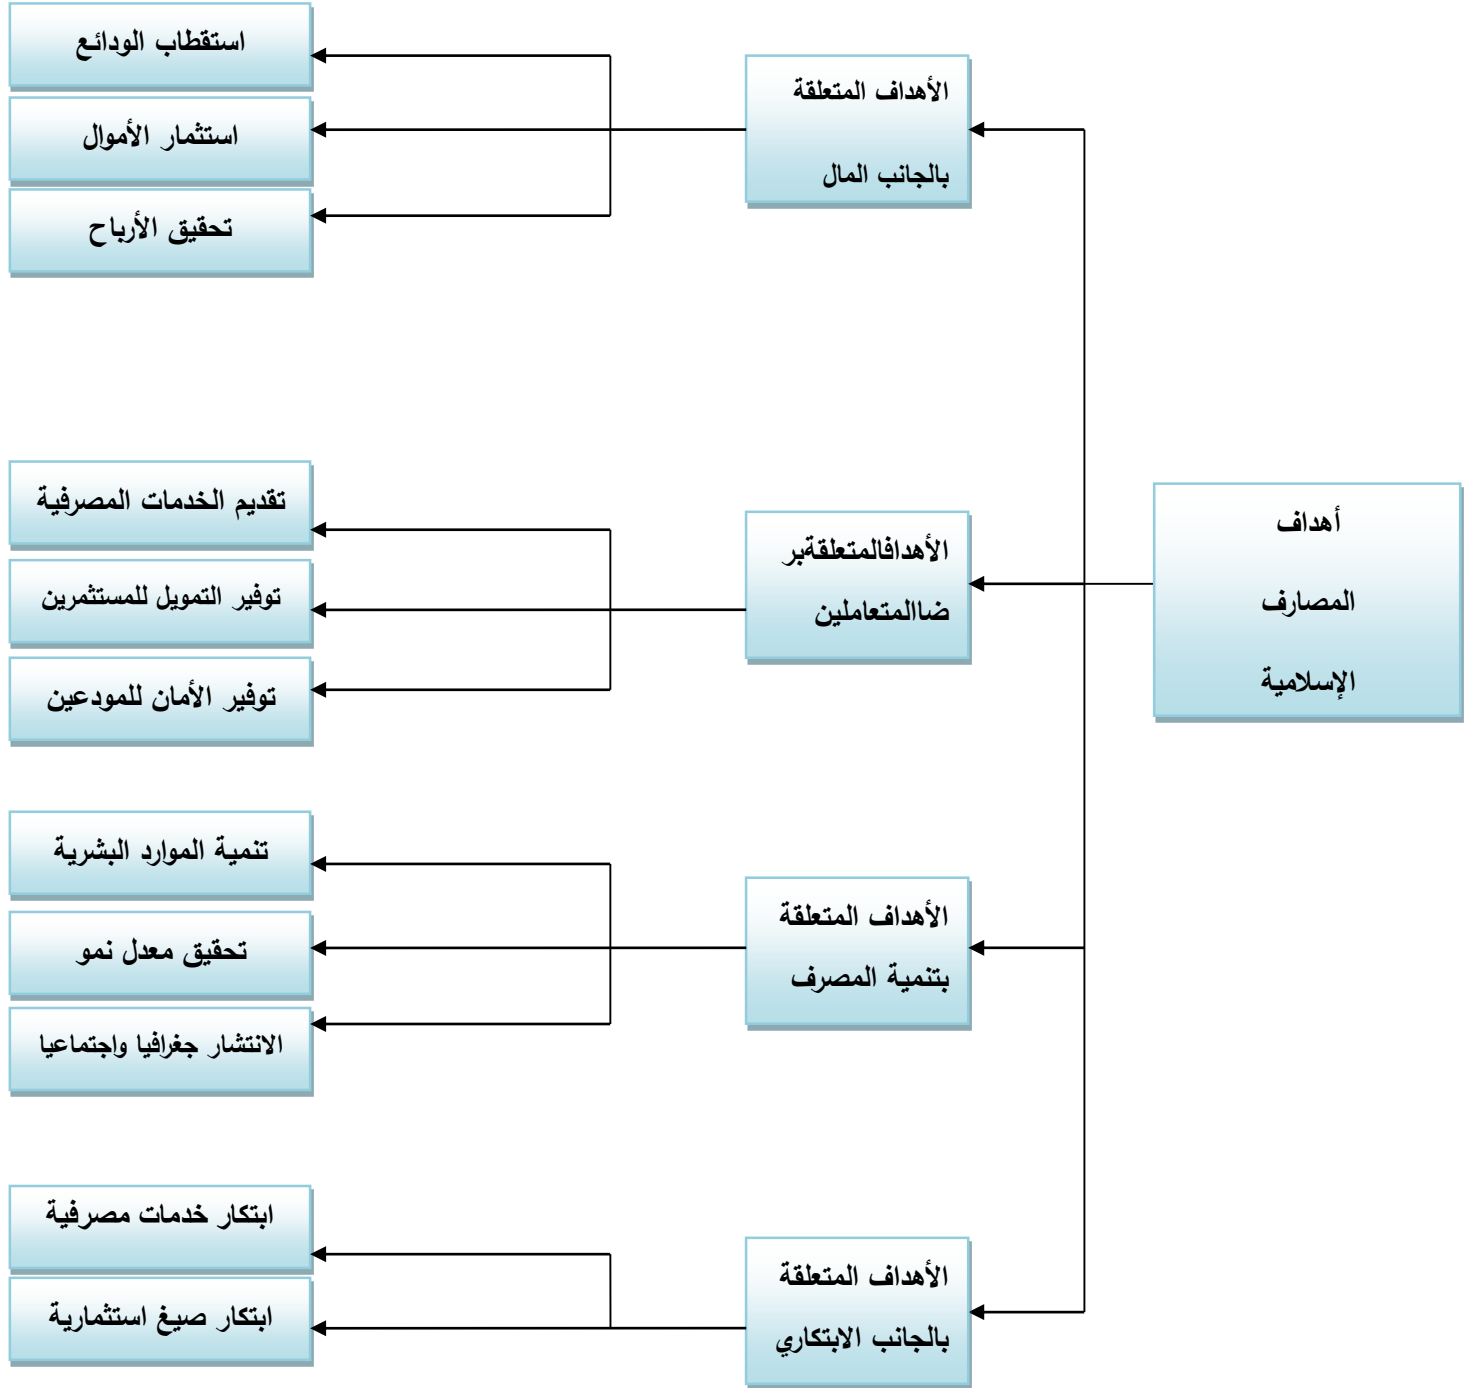 أهداف
المصارف
الإسلامية
الأهداف المتعلقة
بالجانب المال
استقطاب الودائع
استثمار الأموال
تحقيق الأرباح
الأهدافالمتعلقةبر
ضاالمتعاملين
تقديم الخدمات المصرفية
توفير التمويل للمستثمرين
توفير الأمان للمودعين
الأهداف المتعلقة
بتنمية المصرف
تنمية الموارد البشرية
تحقيق معدل نمو
الانتشار جغرافيا واجتماعيا
الأهداف المتعلقة
بالجانب الابتكاري
ابتكار خدمات مصرفية
ابتكار صيغ استثمارية